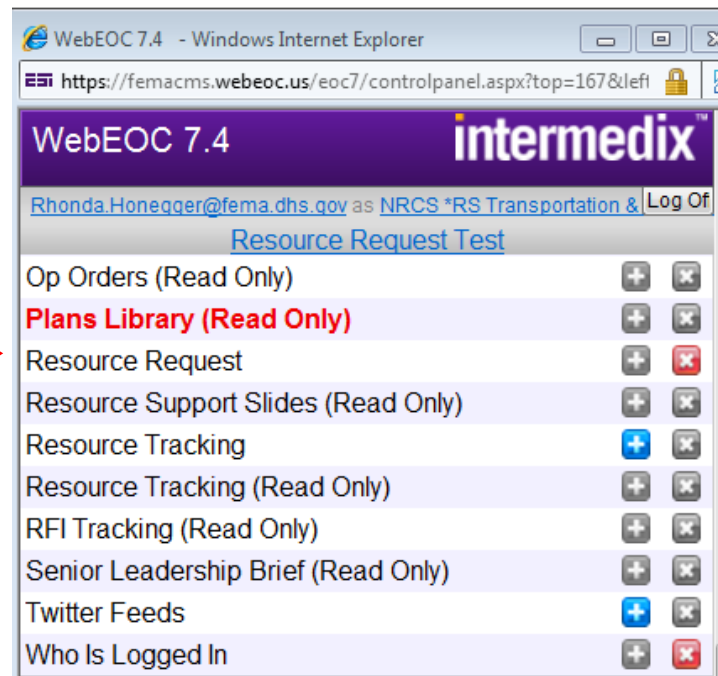 WebEOC 7.4 - Windows Internet Explorer
ESi https://femacms.webeoc.us/eoc7/controlpanel.aspx?top=167&left
WebEOC 7.4 intermedix™
Rhonda.Honegger@fema.dhs.gov as NRCS *RS Transportation & Log Of
Resource Request Test
Op Orders (Read Only)
Plans Library (Read Only)
Resource Request
Resource Support Slides (Read Only)
Resource Tracking
Resource Tracking (Read Only)
RFI Tracking (Read Only)
Senior Leadership Brief (Read Only)
Twitter Feeds
Who Is Logged In